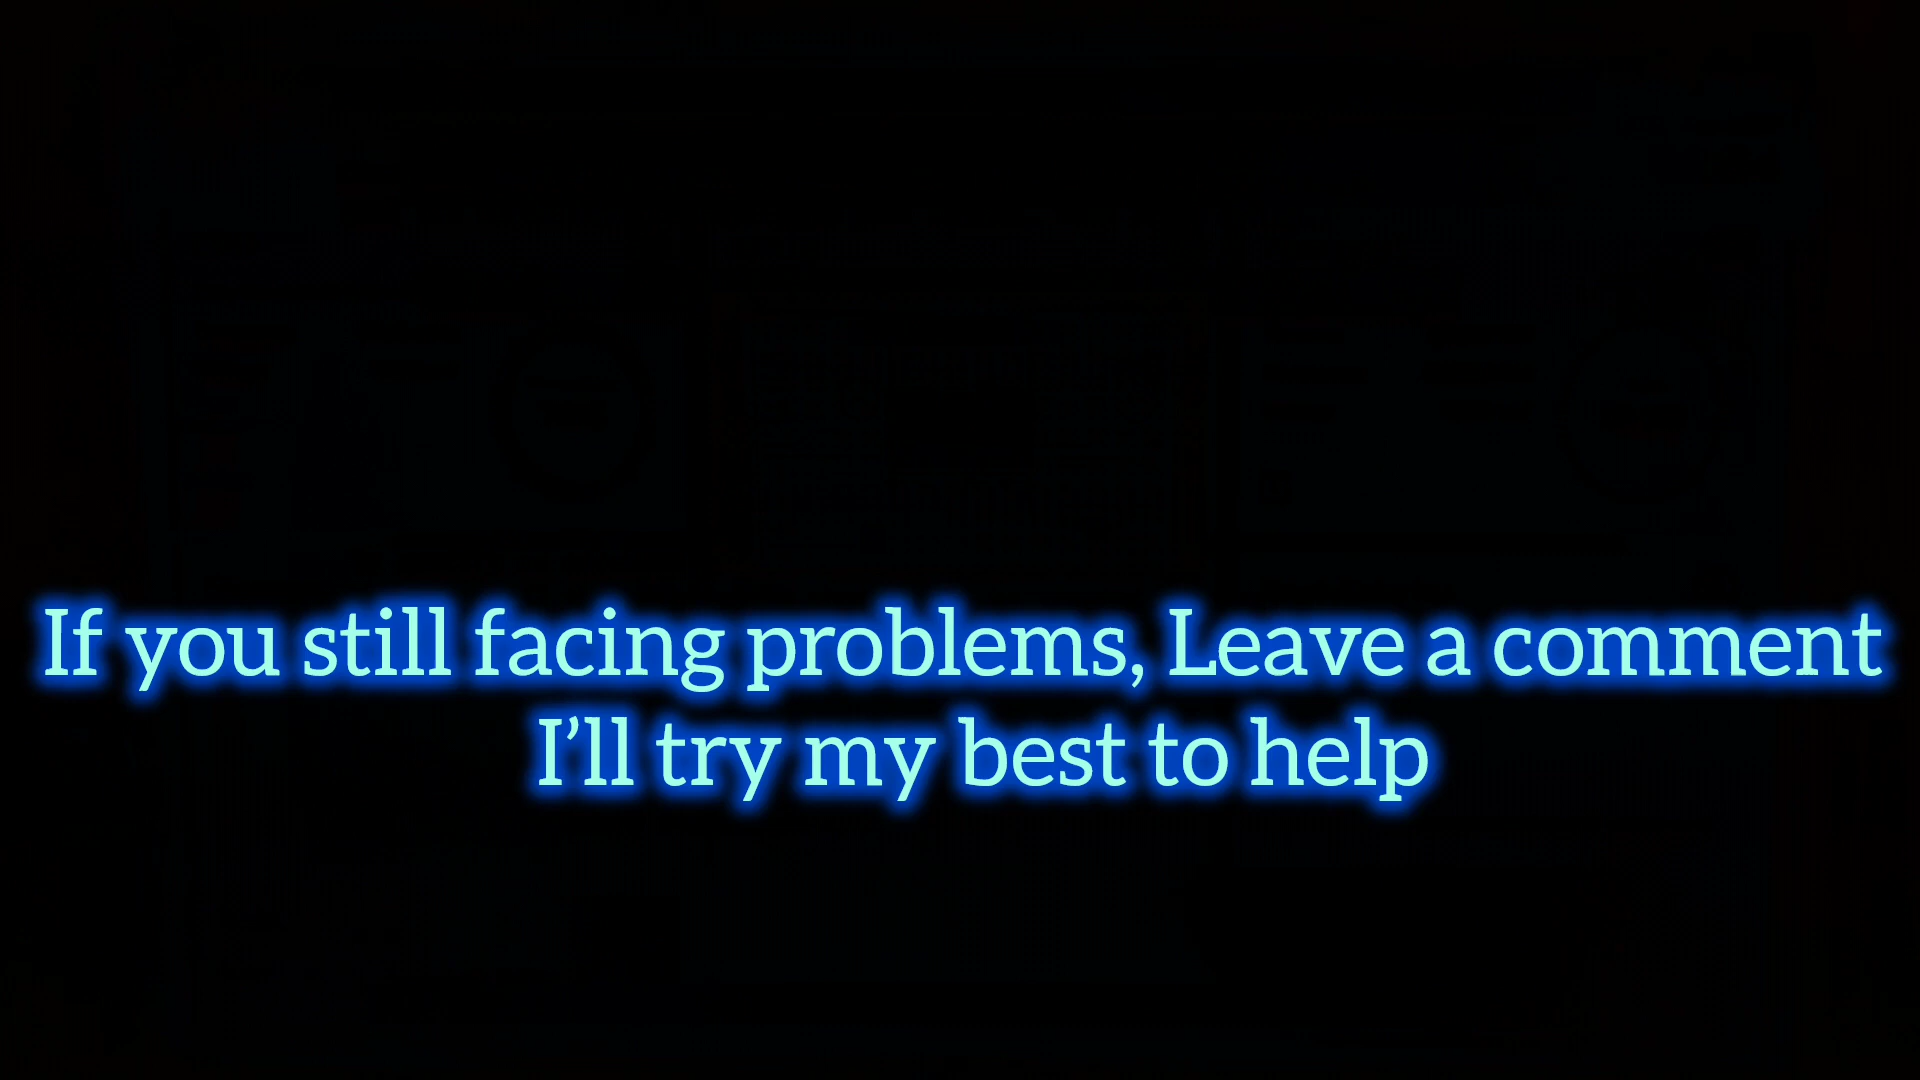 If you still facing problems, Leave a comment
I’ll try my best to help